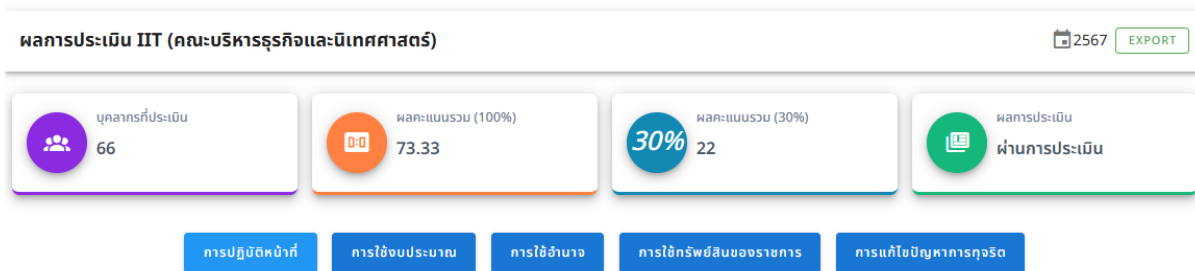 ผลการประเมิน IIT (คณะบริหารธุรกิจและนิเทศศาสตร์)
2567 EXPORT
บุคลากรที่ประเมิน
66
0:0
ผลคะแนนรวม (100%)
73.33
30%
ผลคะแนนรวม (30%)
22
ผลการประเมิน
ผ่านการประเมิน
การปฏิบัติหน้าที่ การใช้งบประมาณ การใช้อำนาจ การใช้ทรัพย์สินของราชการ การแก้ไขปัญหาการทุจริต